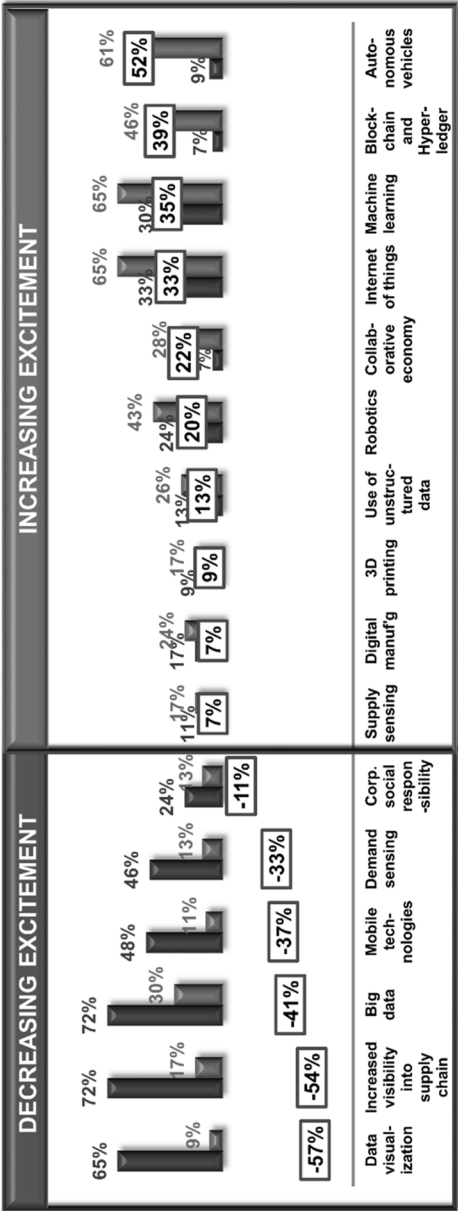 DECREASING EXCITEMENT
INCREASING EXCITEMENT
65%
9%
-57%
72%
17%
-54%
72%
30%
-41%
48%
11%
-37%
46%
13%
-33%
24%
13%
-11%
11%
17%
7%
17%
24%
7%
9%
17%
9%
13%
26%
13%
24%
43%
20%
7%
28%
22%
33%
65%
33%
30%
65%
35%
7%
46%
39%
9%
61%
52%
Data
visual-
ization
Increased
visibility
into
supply
chain
Big
data
Mobile
tech-
nologies
Demand
sensing
Corp.
social
respon
-sibility
Supply
sensing
Digital
manuf'g
3D
printing
Use of
unstruc-
tured
data
Robotics
Collab-
orative
economy
Internet
of things
Machine
learning
Block-
chain
and
Hyper-
ledger
Auto-
nomous
vehicles